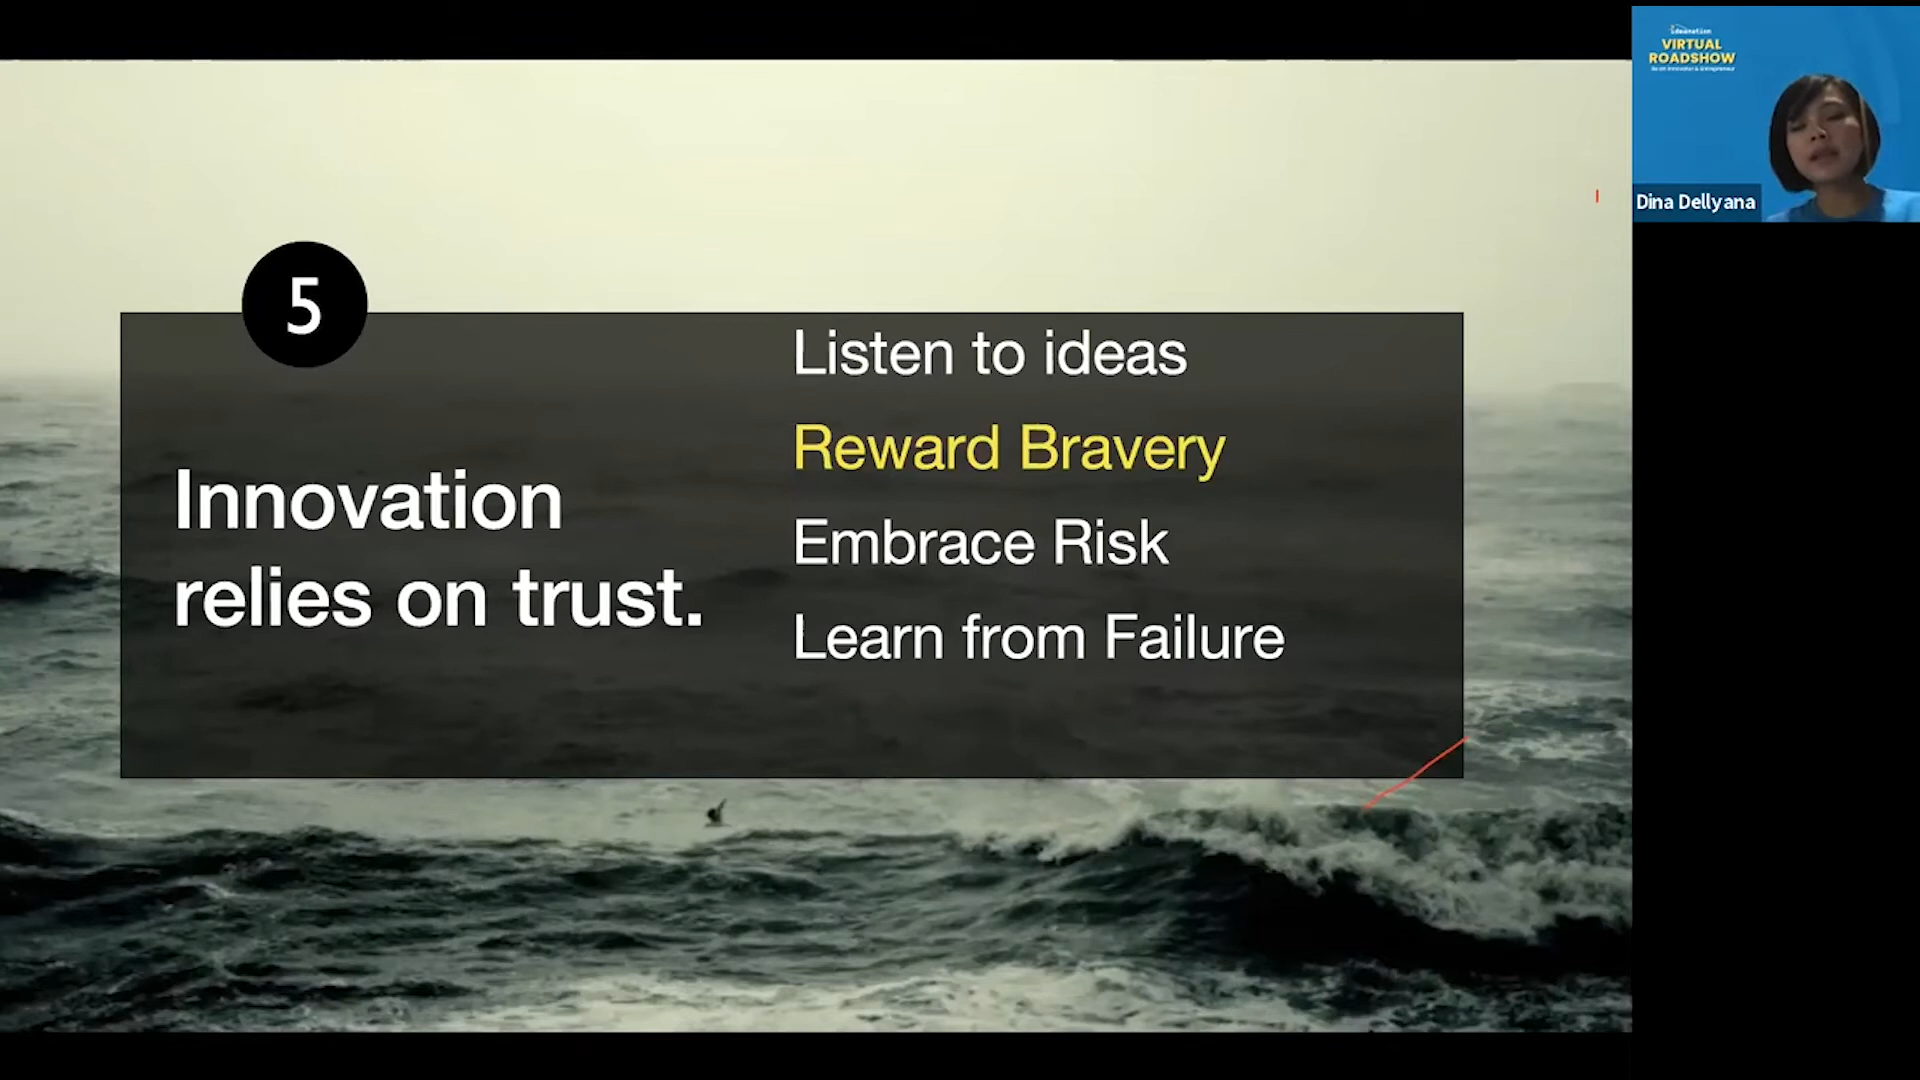 5
Innovation
relies on trust.
Listen to ideas
Reward Bravery
Embrace Risk
Learn from Failure
ideanation
VIRTUAL
ROADSHOW
Dina Dellyana